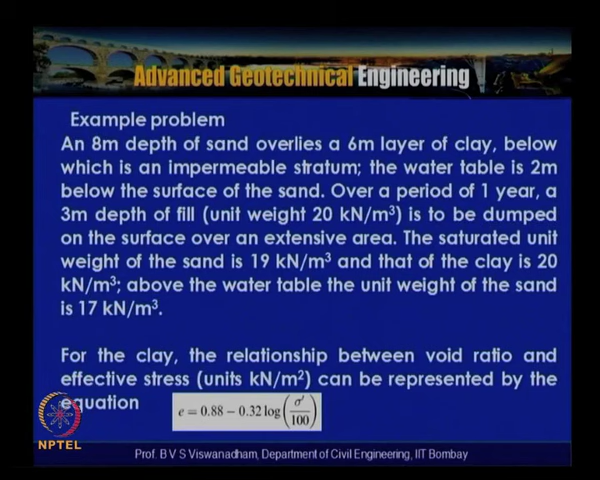 Advanced Geotechnical Engineering
Example problem
An 8m depth of sand overlies a 6m layer of clay, below
which is an impermeable stratum; the water table is 2m
below the surface of the sand. Over a period of 1 year, a
3m depth of fill (unit weight 20 kN/m³) is to be dumped
on the surface over an extensive area. The saturated unit
weight of the sand is 19 kN/m³ and that of the clay is 20
kN/m³; above the water table the unit weight of the sand
is 17 kN/m³.
For the clay, the relationship between void ratio and
effective stress (units kN/m²) can be represented by the
equation e = 0.88 – 0.32 log (σ′/100)
NPTEL
Prof. B V S Viswanadham, Department of Civil Engineering, IIT Bombay